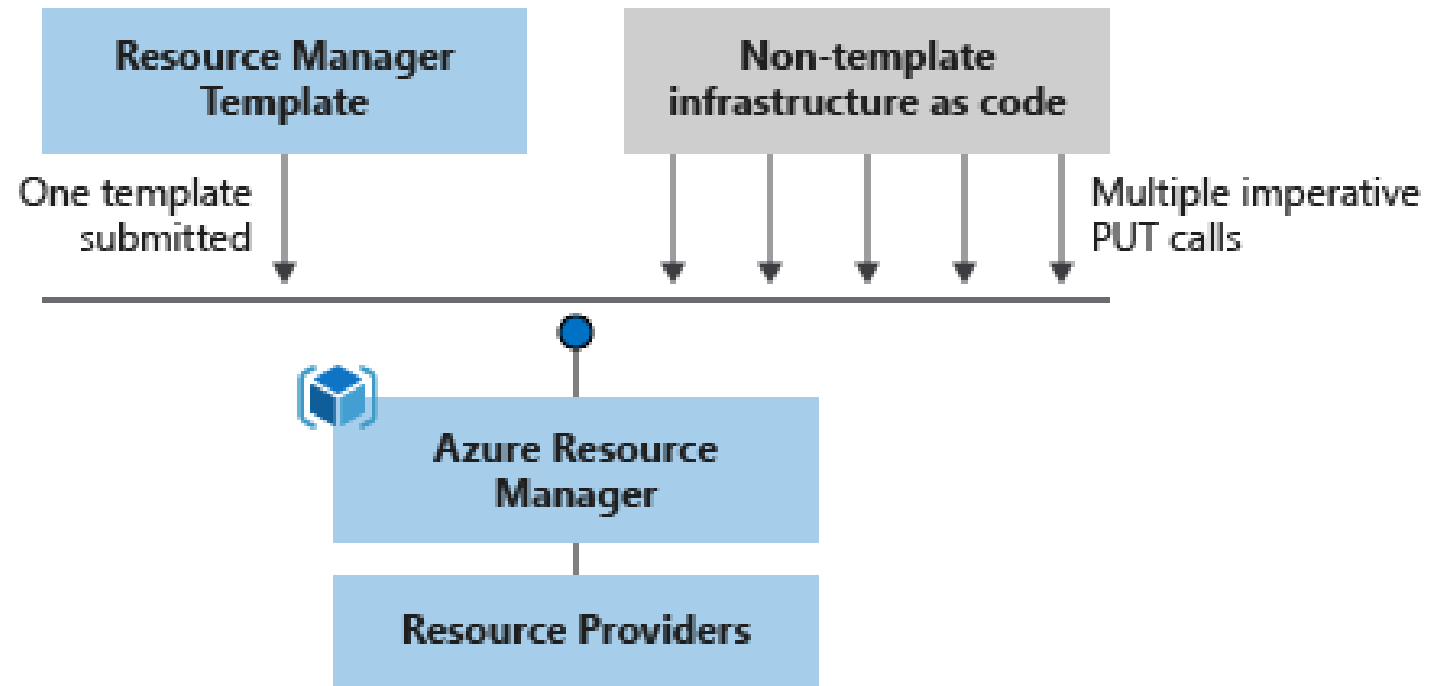 Resource Manager
Template
Non-template
infrastructure as code
One template
submitted
Multiple imperative
PUT calls
Azure Resource
Manager
Resource Providers